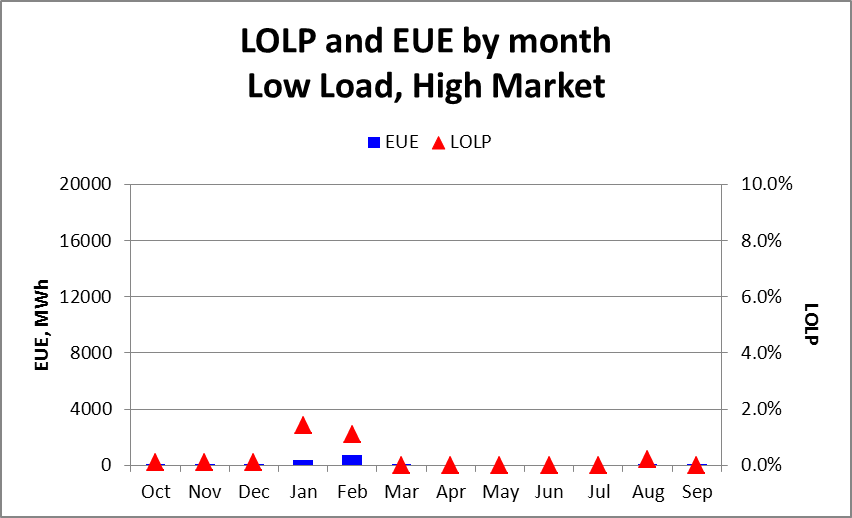 LOLP and EUE by month
Low Load, High Market
EUE LOLP
20000
16000
12000
8000
4000
0
EUE, MWh
10.0%
8.0%
6.0%
4.0%
2.0%
0.0%
LOLP
Oct Nov Dec Jan Feb Mar Apr May Jun Jul Aug Sep